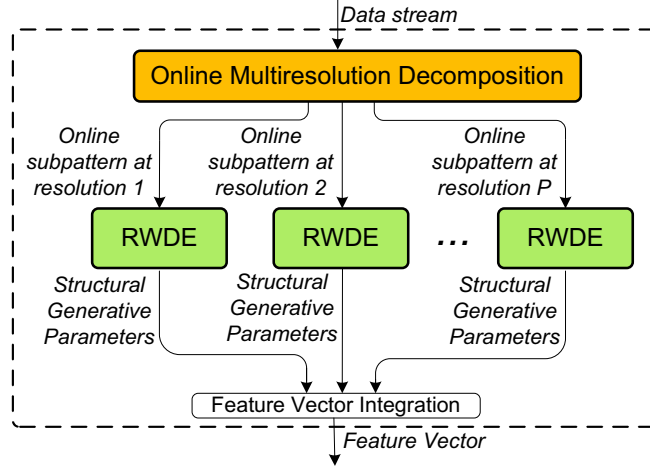 Data stream
Online Multiresolution Decomposition
Online
subpattern at
resolution 1
Online
subpattern at
resolution 2
Online
subpattern at
resolution P
RWDE
RWDE
...
RWDE
Structural
Generative
Parameters
Structural
Generative
Parameters
Structural
Generative
Parameters
Feature Vector Integration
Feature Vector